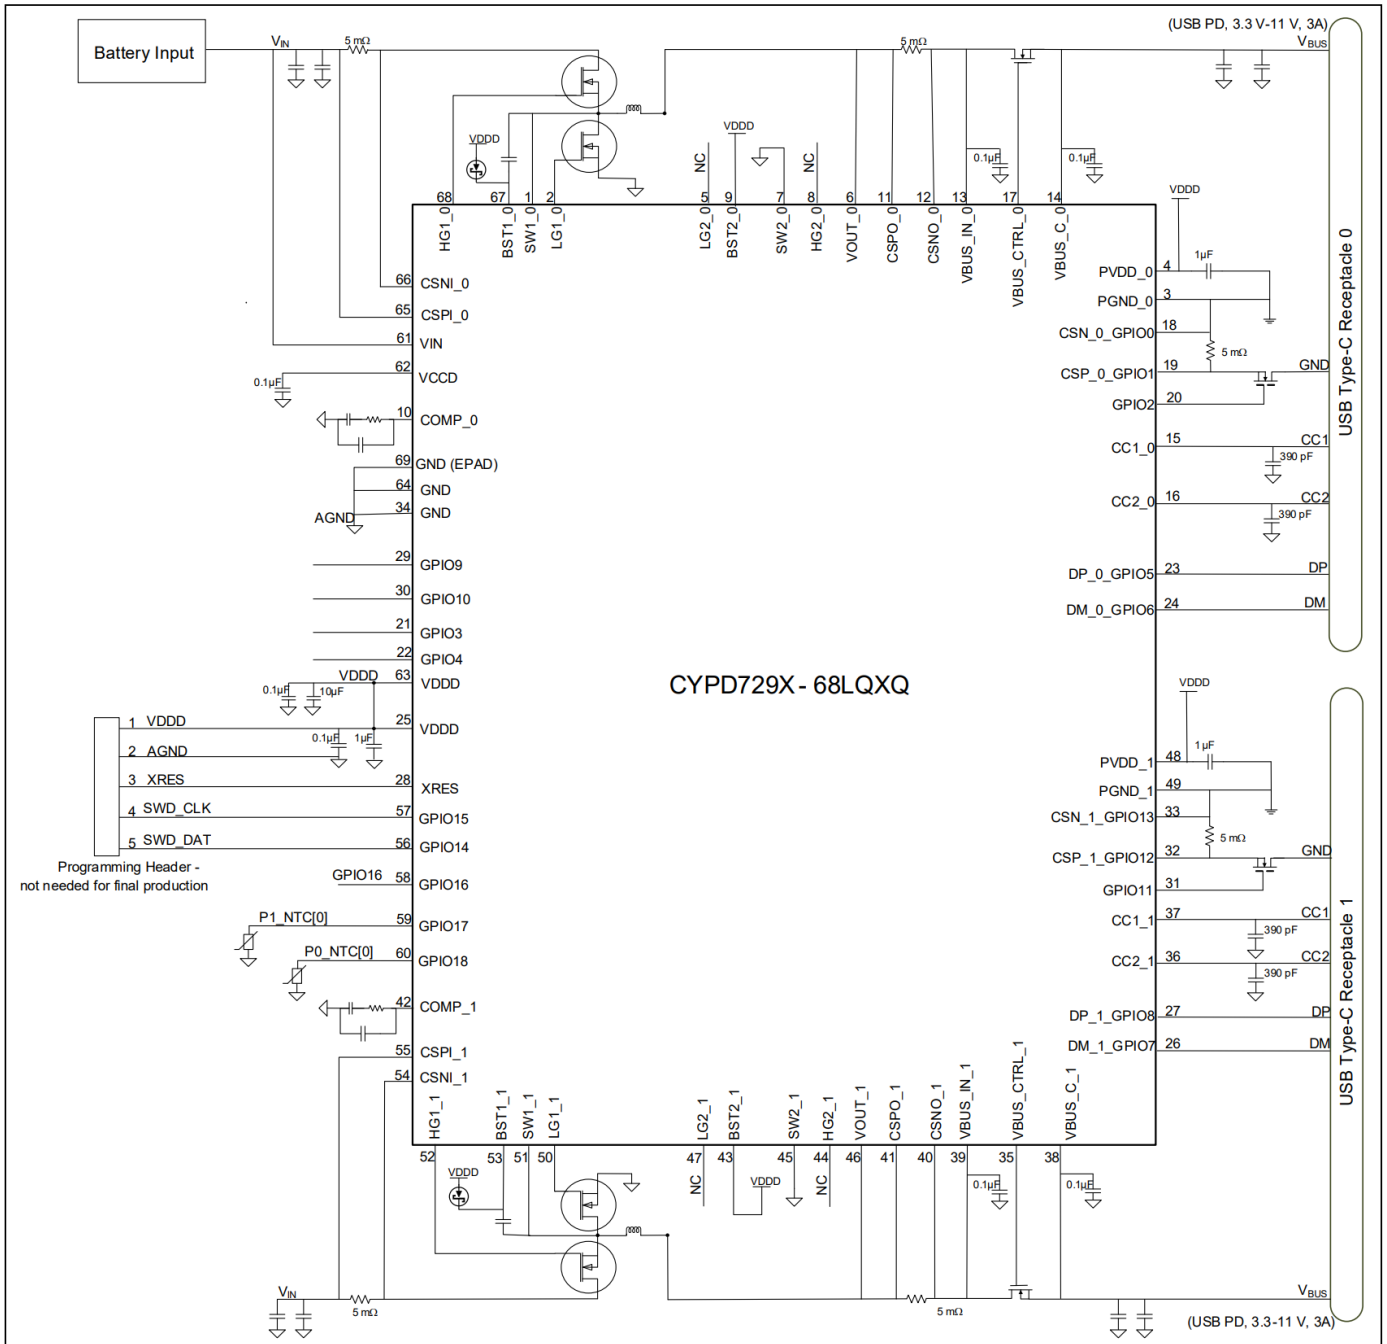 (USB PD, 3.3 V-11 V, 3A)
Battery Input
VIN
5 mΩ
5 mΩ
VBUS
VDDD
VDDD
NC
NC
0.1µF
0.1µF
68
67
1
2
5
9
7
8
6
11
12
13
17
14
HG1_0
BST1_0
SW1_0
LG1_0
LG2_0
BST2_0
SW2_0
HG2_0
VOUT_0
CSPO_0
CSNO_0
VBUS_IN_0
VBUS_CTRL_0
VBUS_C_0
VDDD
1µF
66 CSNI_0
65 CSPI_0
61 VIN
62 VCCD
0.1µF
10 COMP_0
69 GND (EPAD)
64 GND
34 GND
AGND
29 GPIO9
30 GPIO10
21 GPIO3
22 GPIO4
VDDD 63 VDDD
0.1µF
10µF
25 VDDD
0.1µF
1µF
1 VDDD
2 AGND
3 XRES
4 SWD_CLK
5 SWD_DAT
28 XRES
57 GPIO15
56 GPIO14
Programming Header -
not needed for final production
GPIO16 58 GPIO16
P1_NTC[0] 59 GPIO17
P0_NTC[0] 60 GPIO18
42 COMP_1
55 CSPI_1
54 CSNI_1
CYPD729X - 68LQXQ
PVDD_0 4
PGND_0 3
CSN_0_GPIO0 18
5 mΩ
CSP_0_GPIO1 19 GND
GPIO2 20
CC1_0 15 CC1
390 pF
CC2_0 16 CC2
390 pF
DP_0_GPIO5 23 DP
DM_0_GPIO6 24 DM
USB Type-C Receptacle 0
VDDD
1µF
PVDD_1 48
PGND_1 49
CSN_1_GPIO13 33
5 mΩ
CSP_1_GPIO12 32 GND
GPIO11 31
CC1_1 37 CC1
390 pF
CC2_1 36 CC2
390 pF
DP_1_GPIO8 27 DP
DM_1_GPIO7 26 DM
USB Type-C Receptacle 1
HG1_1
BST1_1
SW1_1
LG1_1
LG2_1
BST2_1
SW2_1
HG2_1
VOUT_1
CSPO_1
CSNO_1
VBUS_IN_1
VBUS_CTRL_1
VBUS_C_1
52
53
51
50
47
43
45
44
46
41
40
39
35
38
VDDD
NC
VDDD
NC
0.1µF
0.1µF
VIN
5 mΩ
5 mΩ
VBUS
(USB PD, 3.3-11 V, 3A)